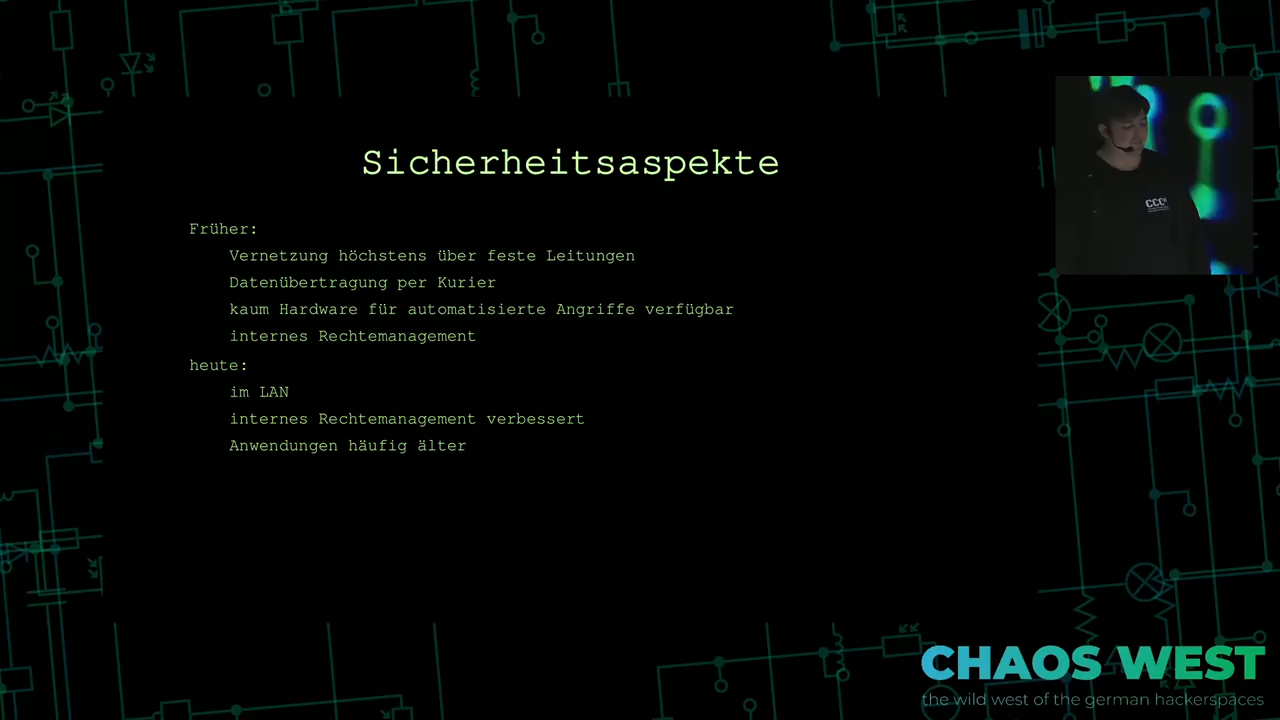 Sicherheitsaspekte
Früher:
Vernetzung höchstens über feste Leitungen
Datenübertragung per Kurier
kaum Hardware für automatisierte Angriffe verfügbar
internes Rechtemanagement
heute:
im LAN
internes Rechtemanagement verbessert
Anwendungen häufig älter
CHAOS WEST
the wild west of the german hackerspaces